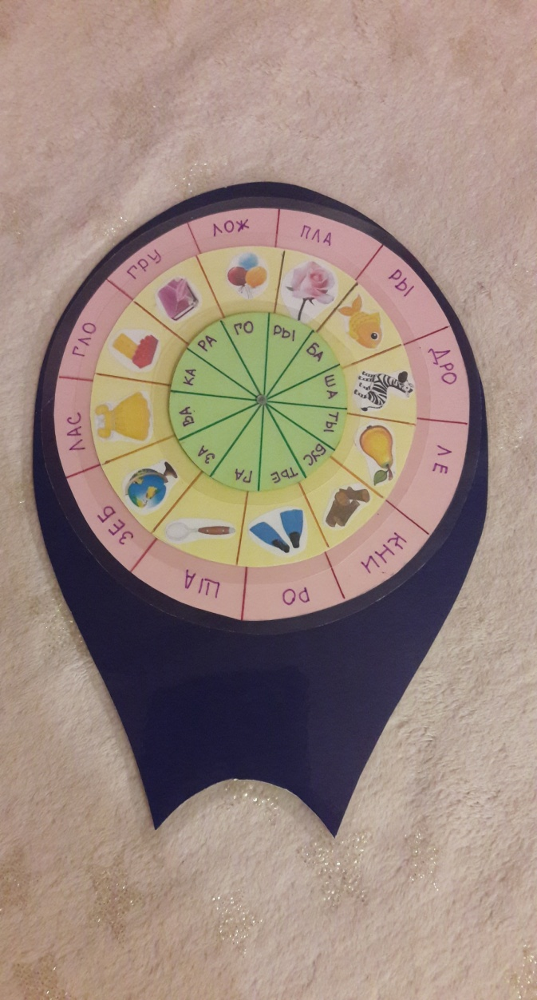 ЛОЖ
ПЛА
РЫ
ДРО
ЛЕ
КНИ
РО
ША
ЗЕБ
ЛАС
ГЛО
ГРУ
ГО
РЫ
БА
ША
ТЫ
БУС
ТЬЕ
ГА
ЗА
ВА
КА
РА